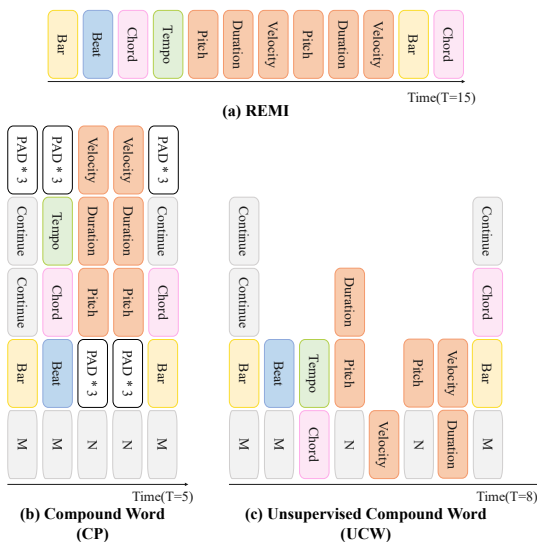 Bar Beat Chord Tempo Pitch Duration Velocity Pitch Duration Velocity Bar Chord
Time(T=15)
(a) REMI
PAD * 3 PAD * 3 Velocity Velocity PAD * 3
Continue Tempo Duration Duration Continue
Continue Chord Pitch Pitch Chord
Bar Beat PAD * 3 PAD * 3 Bar
M M N N M
Time(T=5)
(b) Compound Word
(CP)
Continue Continue
Continue Duration Chord
Bar Beat Tempo Pitch Pitch Velocity Bar
M M Chord N Velocity N Duration M
Time(T=8)
(c) Unsupervised Compound Word
(UCW)